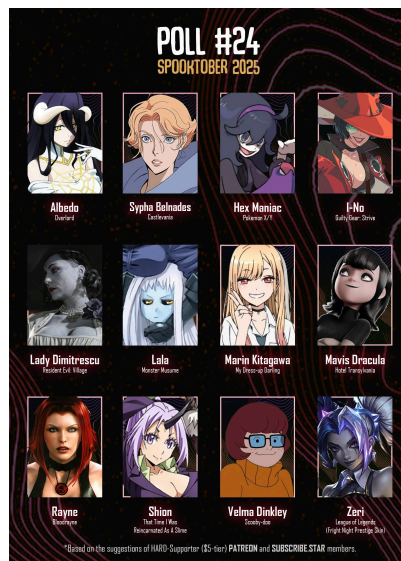 POLL #24
SPOOKTOBER 2025
Albedo
Overlord
Sypha Belnades
Castlevania
Hex Maniac
Pokemon X/Y
I-No
Guilty Gear: Strive
Lady Dimitrescu
Resident Evil: Village
Lala
Monster Musume
Marin Kitagawa
My Dress-up Darling
Mavis Dracula
Hotel Transylvania
Rayne
Bloodrayne
Shion
That Time I Was
Reincarnated As A Slime
Velma Dinkley
Scooby-doo
Zeri
League of Legends
(Fright Night Prestige Skin)
*Based on the suggestions of HARD-Supporter ($5-tier) PATREON and SUBSCRIBE.STAR members.